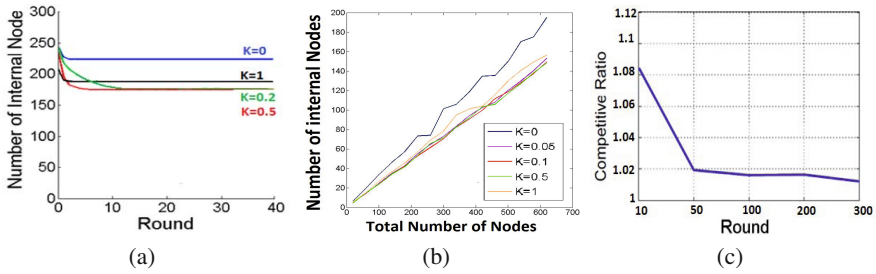 Number of Internal Node
300
250
200
150
100
50
0
K=0
K=1
K=0.2
K=0.5
0
10
20
30
40
Round
(a)
Number of internal Nodes
200
180
160
140
120
100
80
60
40
20
0
K=0
K=0.05
K=0.1
K=0.5
K=1
0
100
200
300
400
500
600
700
Total Number of Nodes
(b)
Competitive Ratio
1.12
1.1
1.08
1.06
1.04
1.02
1
10
50
100
200
300
Round
(c)